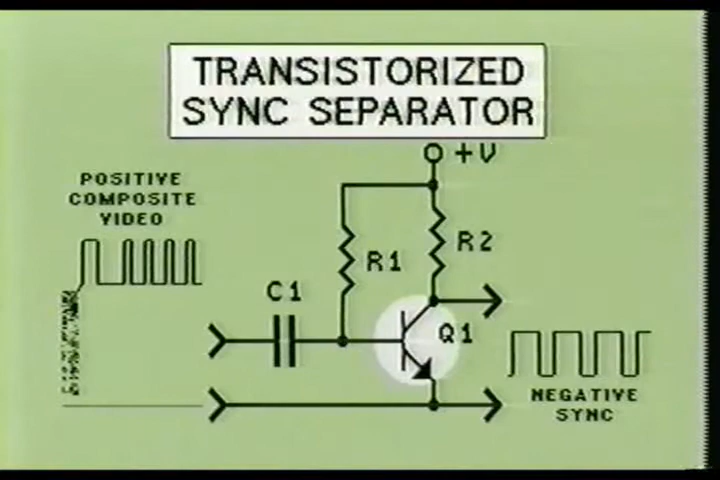 TRANSISTORIZED
SYNC SEPARATOR
+V
POSITIVE
COMPOSITE
VIDEO
R1
R2
C1
Q1
NEGATIVE
SYNC